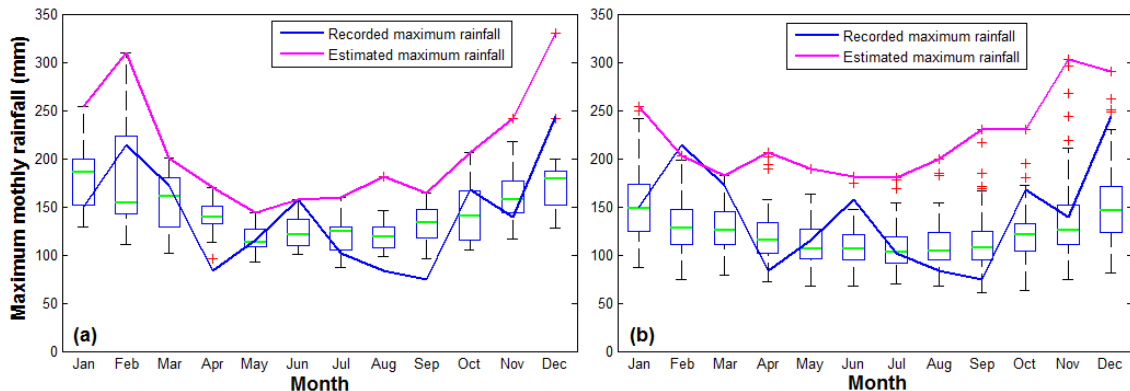 Maximum mothly rainfall (mm)
350
300
250
200
150
100
50
0
Recorded maximum rainfall
Estimated maximum rainfall
(a)
Jan Feb Mar Apr May Jun Jul Aug Sep Oct Nov Dec
Month
350
300
250
200
150
100
50
0
Recorded maximum rainfall
Estimated maximum rainfall
(b)
Jan Feb Mar Apr May Jun Jul Aug Sep Oct Nov Dec
Month